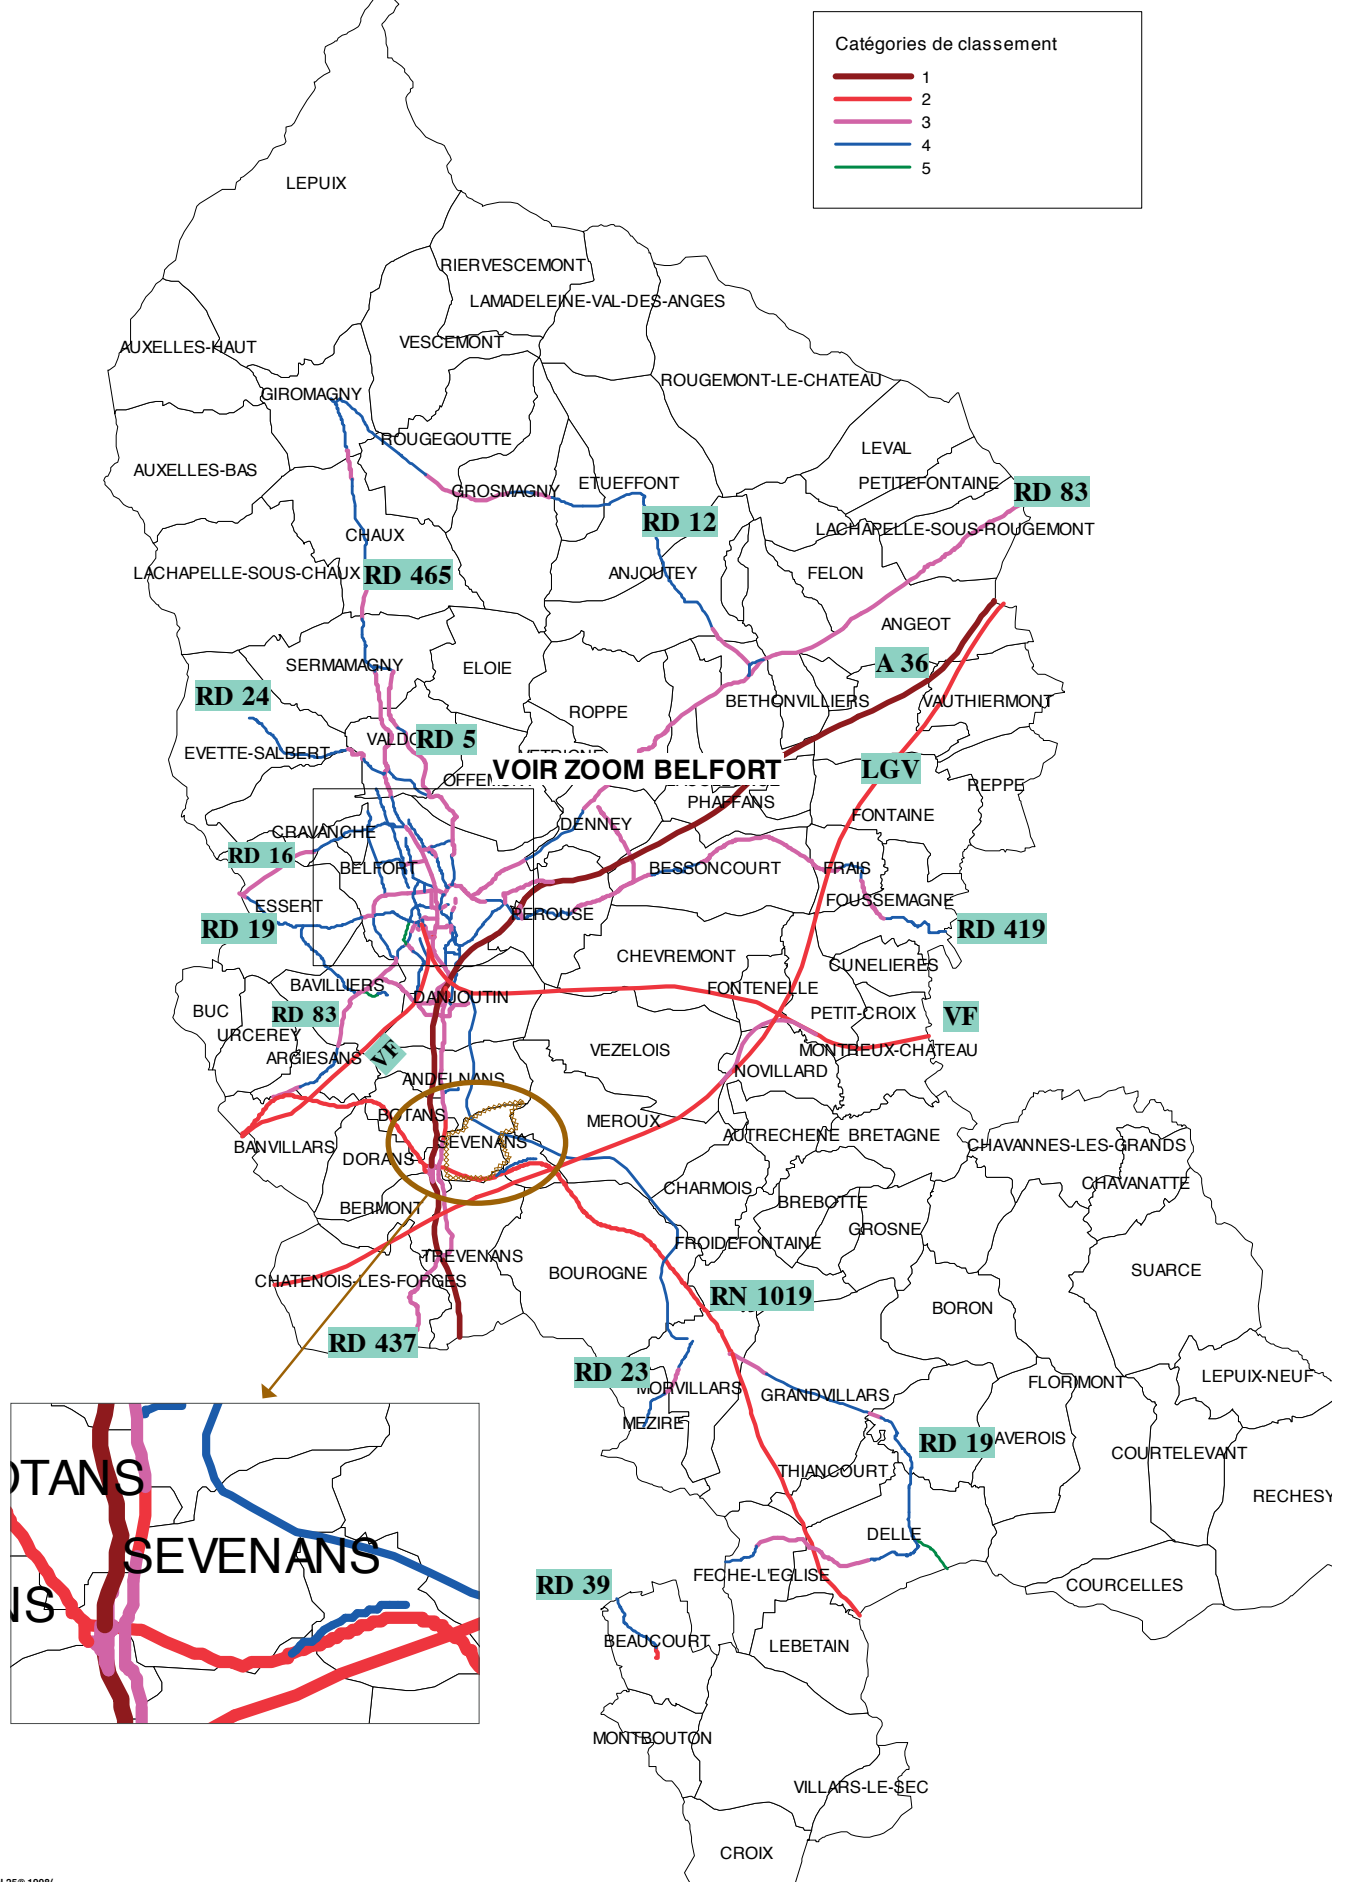 Catégories de classement
1
2
3
4
5
LEPUIX
RIERVESCEMONT
LAMADELEINE-VAL-DES-ANGES
VESCEMONT
AUXELLES-HAUT
ROUGEMONT-LE-CHATEAU
GIROMAGNY
ROUGEGOUTTE
LEVAL
AUXELLES-BAS
ETUEFFONT
PETITEFONTAINE
GROSMAGNY
RD 83
RD 12
LACHAPELLE-SOUS-ROUGEMONT
CHAUX
LACHAPELLE-SOUS-CHAUX
RD 465
ANJOUTEY
FELON
ANGEOT
SERMAMAGNY
ELOIE
A 36
RD 24
BETHONVILLIERS
VAUTHIERMONT
ROPPE
VALDO
RD 5
EVETTE-SALBERT
VOIR ZOOM BELFORT
LGV
OFFEM
REPPE
PHAFFANS
FONTAINE
DENNEY
CRAVANCHE
RD 16
BELFORT
BESSONCOURT
FRAIS
FOUSSEMAGNE
ESSERT
PEROUSE
RD 19
RD 419
CHEVREMONT
CUNELIERES
BAVILLIERS
DANJOUTIN
FONTENELLE
BUC
RD 83
PETIT-CROIX
VF
URCEREY
ARGIESANS
VF
VEZELOIS
MONTREUX-CHATEAU
NOVILLARD
ANDELNANS
BOTANS
MEROUX
AUTRECHENE
BRETAGNE
BANVILLARS
SEVENANS
CHAVANNES-LES-GRANDS
DORANS
CHAVANATTE
CHARMOIS
BERMONT
BREBOTTE
GROSNE
FROIDEFONTAINE
TREVENANS
CHATENOIS-LES-FORGES
BOUROGNE
SUARCE
RN 1019
BORON
RD 437
RD 23
MORVILLARS
GRANDVILLARS
FLORIMONT
LEPUIX-NEUF
MEZIRE
RD 19
AVEROIS
COURTELEVANT
OTANS
THIANCOURT
RECHESY
DELLE
SEVENANS
NS
FECHE-L'EGLISE
RD 39
COURCELLES
BEAUCOURT
LEBETAIN
MONTBOUTON
VILLARS-LE-SEC
CROIX